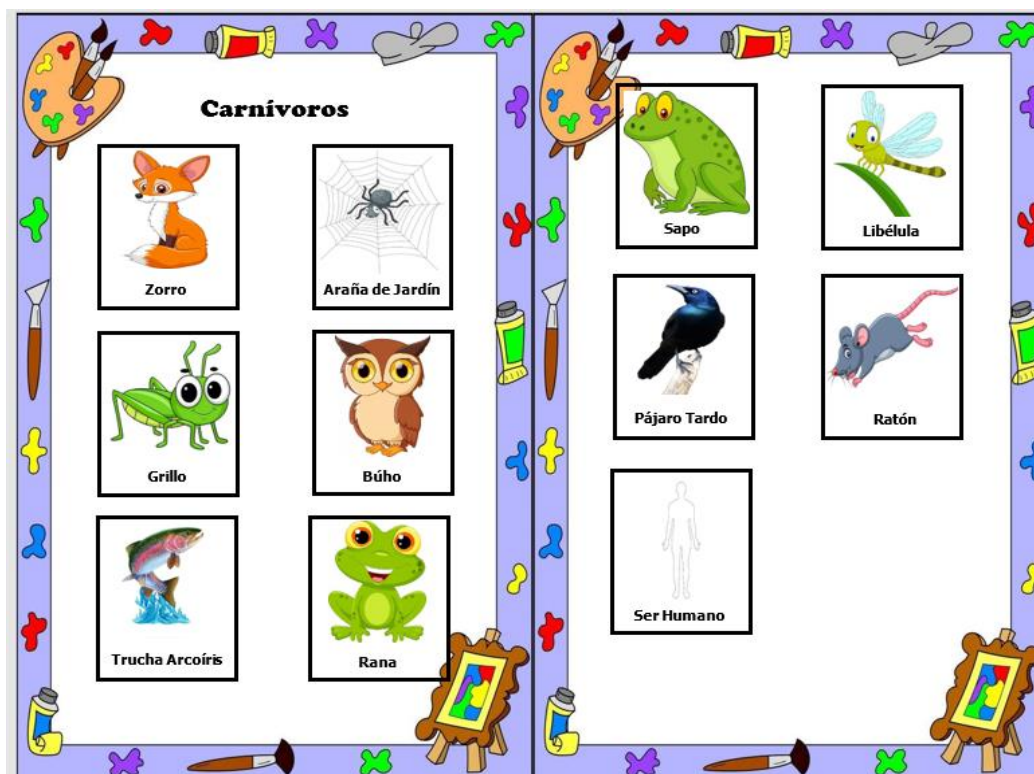 Carnívoros
Zorro
Araña de Jardín
Grillo
Búho
Trucha Arcoíris
Rana
Sapo
Libélula
Pájaro Tardo
Ratón
Ser Humano